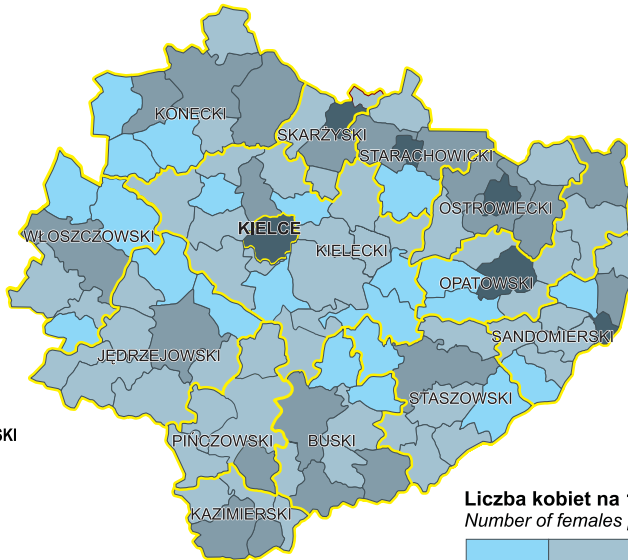 KONECKI
SKARŻYSKI
STARACHOWICKI
OSTROWIECKI
KIELCE
WŁOSZCZOWSKI
KIELECKI
OPATOWSKI
SANDOMIERSKI
JĘDRZEJOWSKI
STASZOWSKI
SKI
PIŃCZOWSKI
BUSKI
KAZIMIERSKI
Liczba kobiet na
Number of females